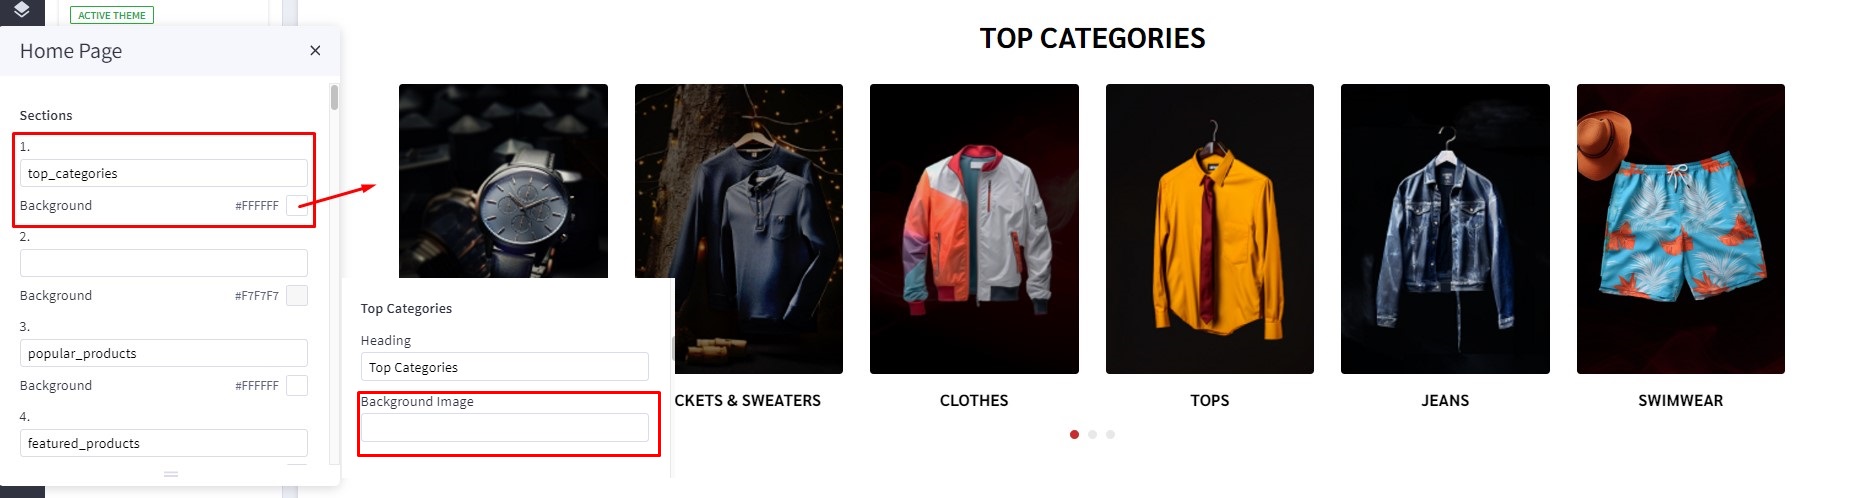 ACTIVE THEME
Home Page
Sections
1.
top_categories
Background #FFFFFF
2.
Background #F7F7F7
3.
popular_products
Background #FFFFFF
4.
featured_products
Top Categories
Heading
Top Categories
Background Image
TOP CATEGORIES
CKETS & SWEATERS
CLOTHES
TOPS
JEANS
SWIMWEAR